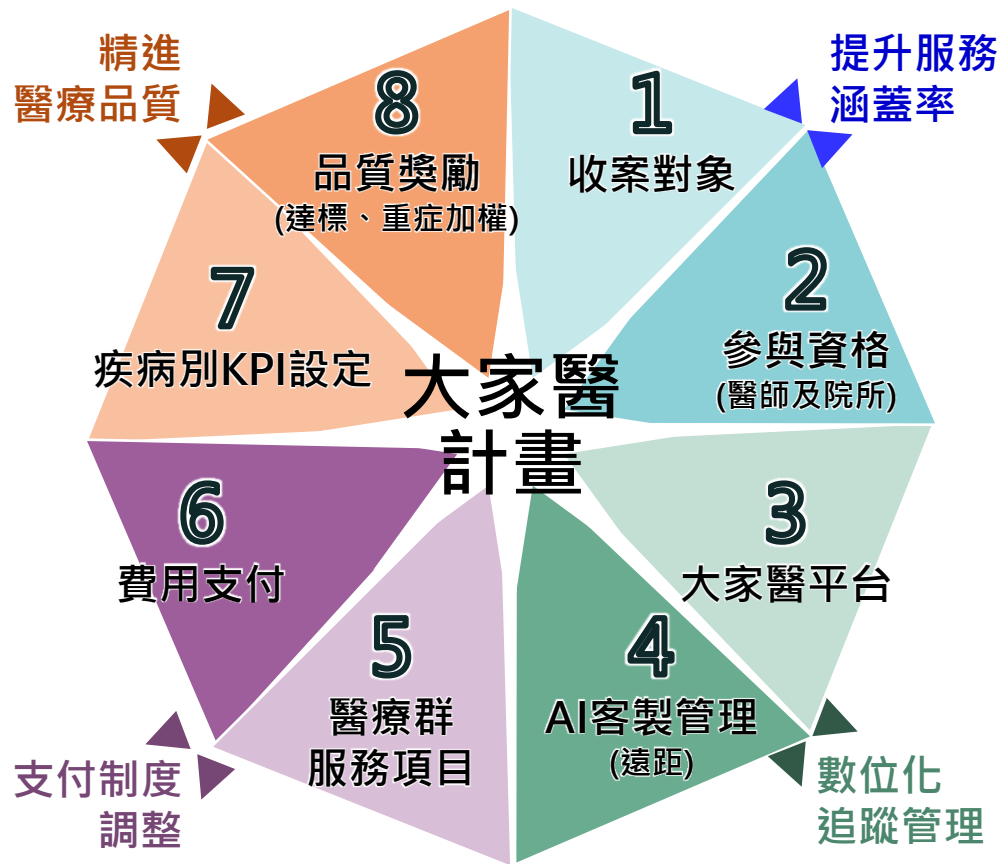 精進
醫療品質
提升服務
涵蓋率
8
品質獎勵
(達標、重症加權)
1
收案對象
2
參與資格
(醫師及院所)
7
疾病別KPI設定
大家醫
計畫
6
費用支付
3
大家醫平台
5
醫療群
服務項目
4
AI客製管理
(遠距)
支付制度
調整
數位化
追蹤管理